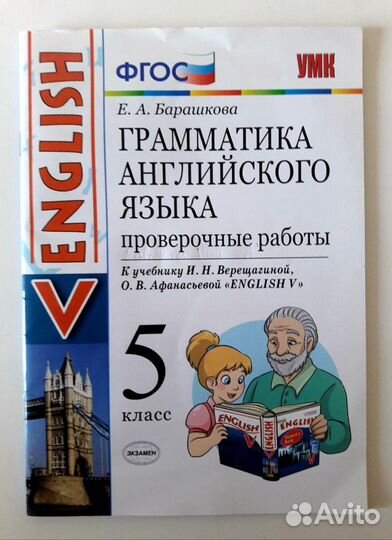 ФГОС
УМК
Е. А. Барашкова
ГРАММАТИКА
АНГЛИЙСКОГО
ЯЗЫКА
проверочные работы
К учебнику И. Н. Верещагиной,
О. В. Афанасьевой «ENGLISH V»
5
класс
ENGLISH
V
ENGLISH
ENGLISH
V
ЭКЗАМЕН
Avito